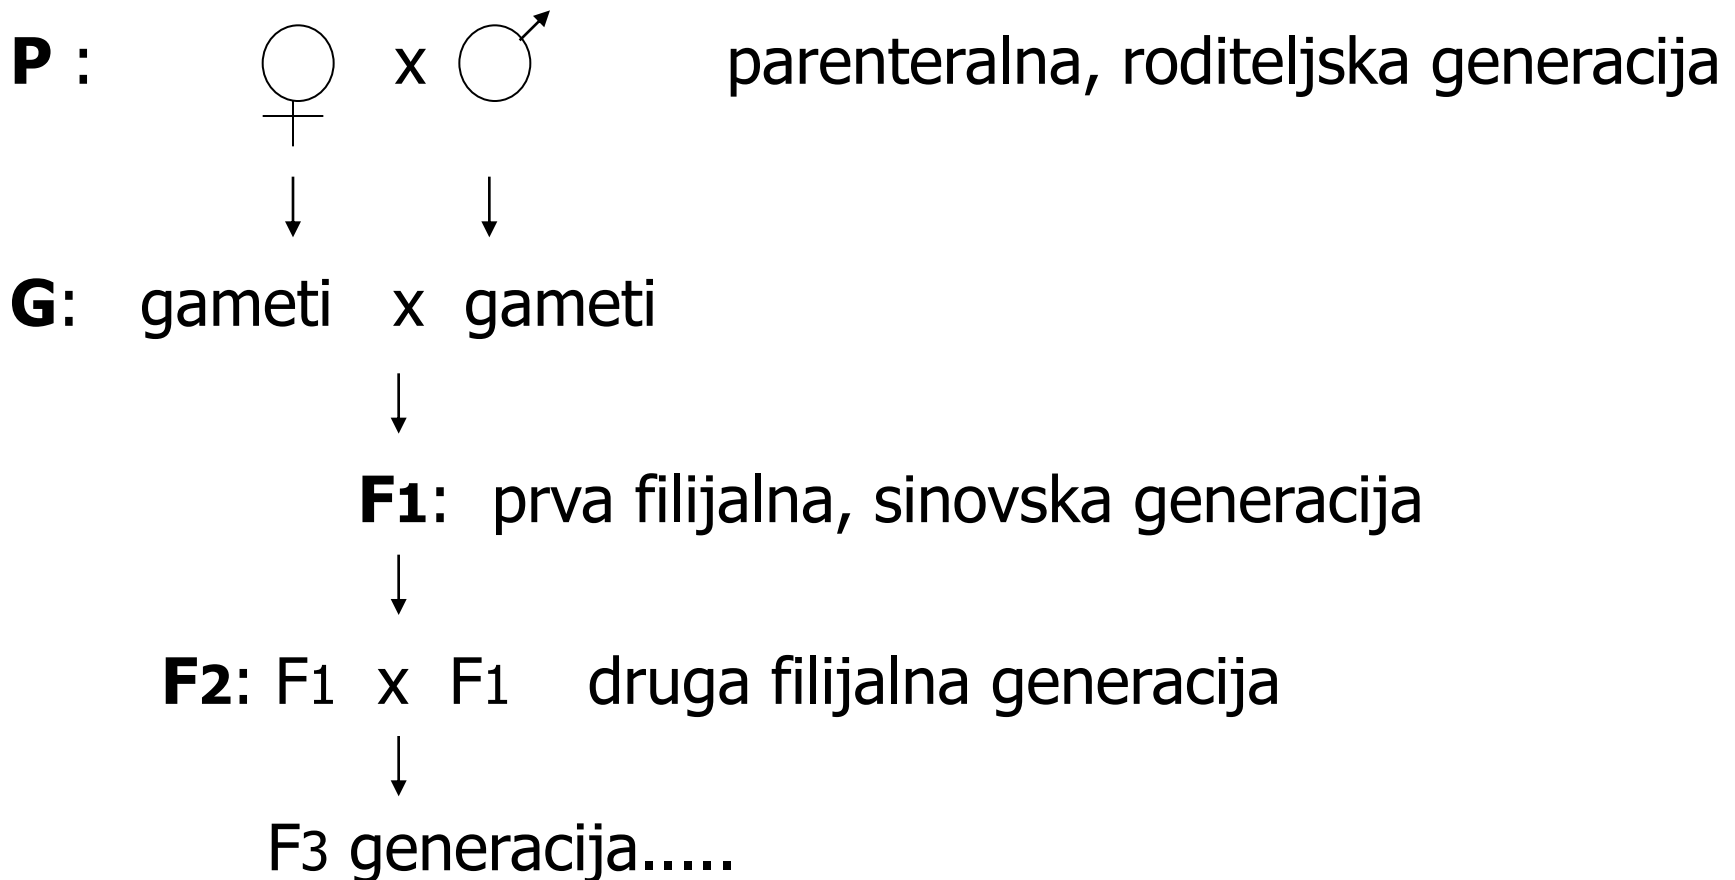 P : x parenteralna, roditeljska generacija
G: gameti x gameti
F1: prva filijalna, sinovska generacija
F2: F1 x F1 druga filijalna generacija
F3 generacija.....